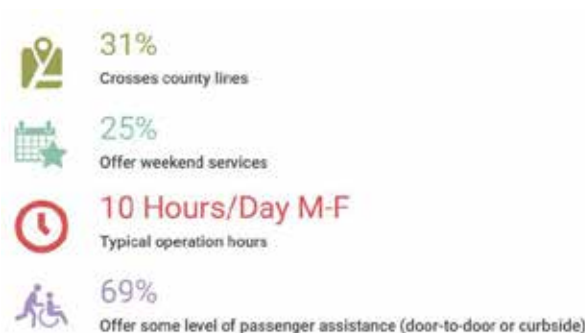 31%
Crosses county lines
25%
Offer weekend services
10 Hours/Day M-F
Typical operation hours
69%
Offer some level of passenger assistance (door-to-door or curbside)